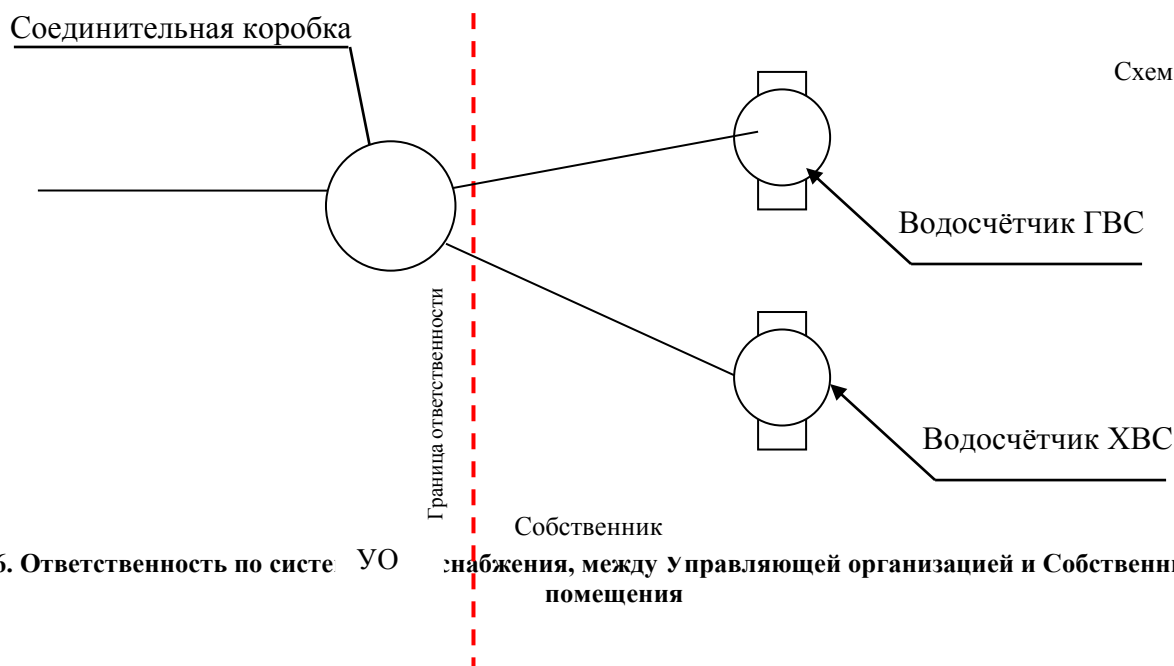 Соединительная коробка
Схем
Водосчётчик ГВС
Граница ответственности
Водосчётчик ХВС
Собственник
УО
6. Ответственность по систе снабжения, между Управляющей организацией и Собственни
помещения